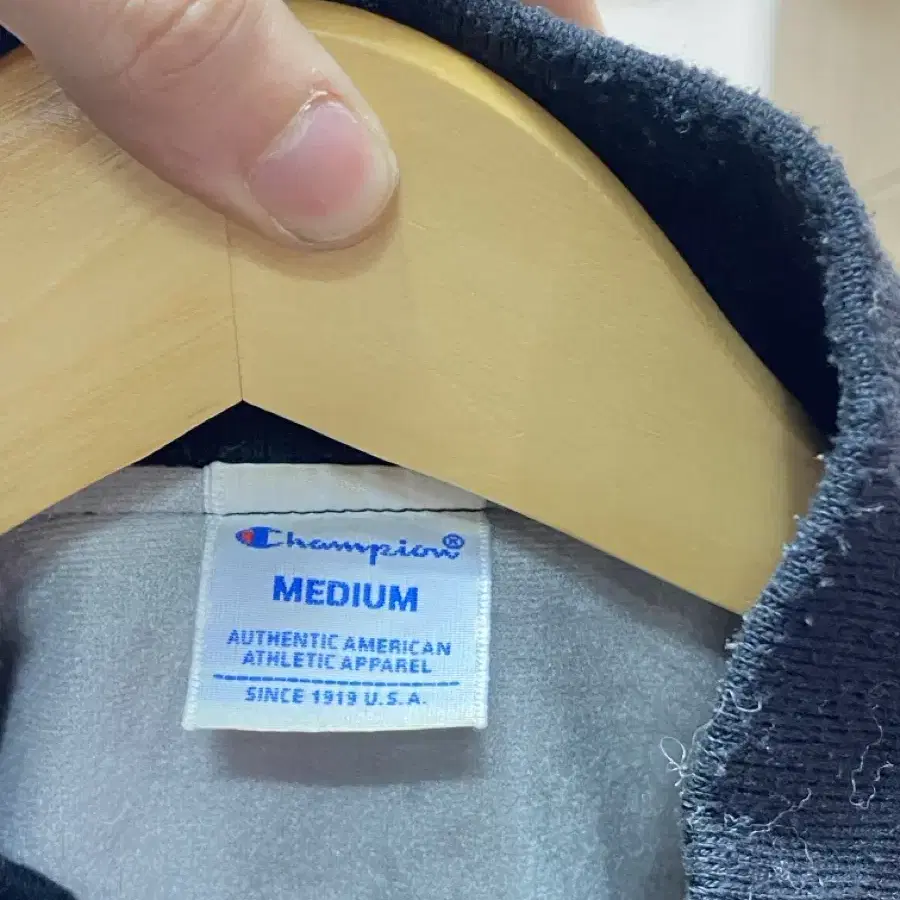 Champion®
MEDIUM
AUTHENTIC AMERICAN
ATHLETIC APPAREL
SINCE 1919 U.S.A.